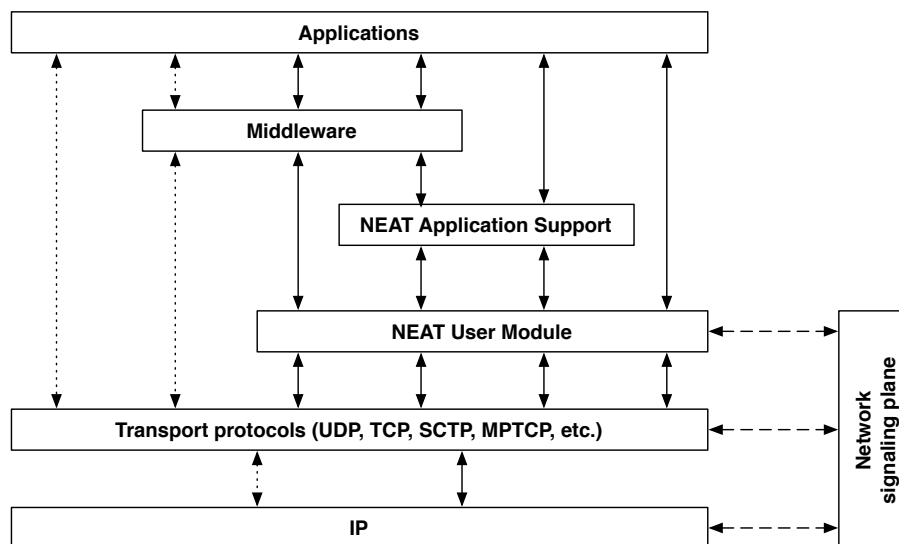 Applications
Middleware
NEAT Application Support
NEAT User Module
Transport protocols (UDP, TCP, SCTP, MPTCP, etc.)
IP
Network
signaling plane